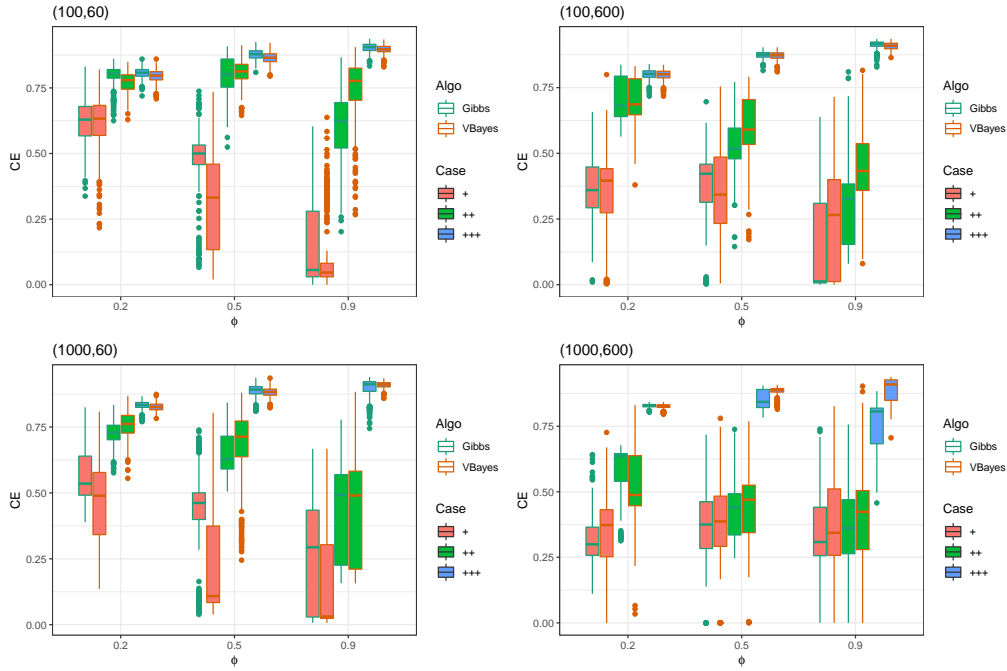 (100,60)
CE
0.75
0.50
0.25
0.00
0.2
0.5
0.9
ϕ
Algo
Gibbs
VBayes
Case
+
++
+++
(100,600)
CE
0.75
0.50
0.25
0.00
0.2
0.5
0.9
ϕ
Algo
Gibbs
VBayes
Case
+
++
+++
(1000,60)
CE
0.75
0.50
0.25
0.00
0.2
0.5
0.9
ϕ
Algo
Gibbs
VBayes
Case
+
++
+++
(1000,600)
CE
0.75
0.50
0.25
0.00
0.2
0.5
0.9
ϕ
Algo
Gibbs
VBayes
Case
+
++
+++